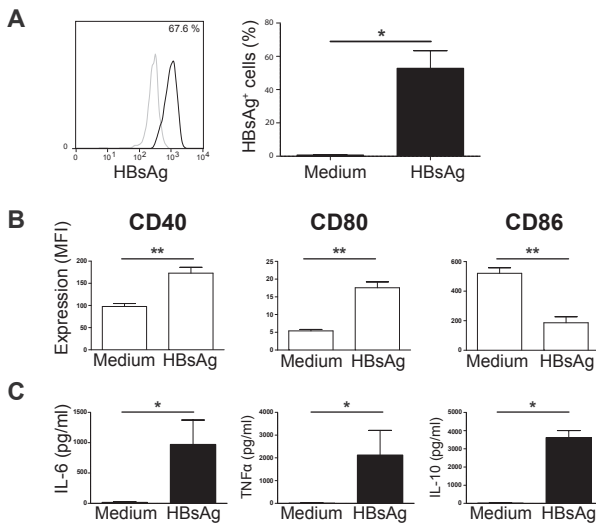 A
67.6 %
0
0 10¹ 10² 10³ 10⁴
HBsAg
HBsAg⁺ cells (%)
80
60
40
20
0
*
Medium HBsAg
B
CD40 CD80 CD86
Expression (MFI)
200
150
100
50
0
**
Medium HBsAg
25
20
15
10
5
0
**
Medium HBsAg
600
400
200
0
**
Medium HBsAg
C
IL-6 (pg/ml)
1500
1000
500
0
*
Medium HBsAg
TNFα (pg/ml)
4000
3000
2000
1000
0
*
Medium HBsAg
IL-10 (pg/ml)
5000
4000
3000
2000
1000
0
*
Medium HBsAg